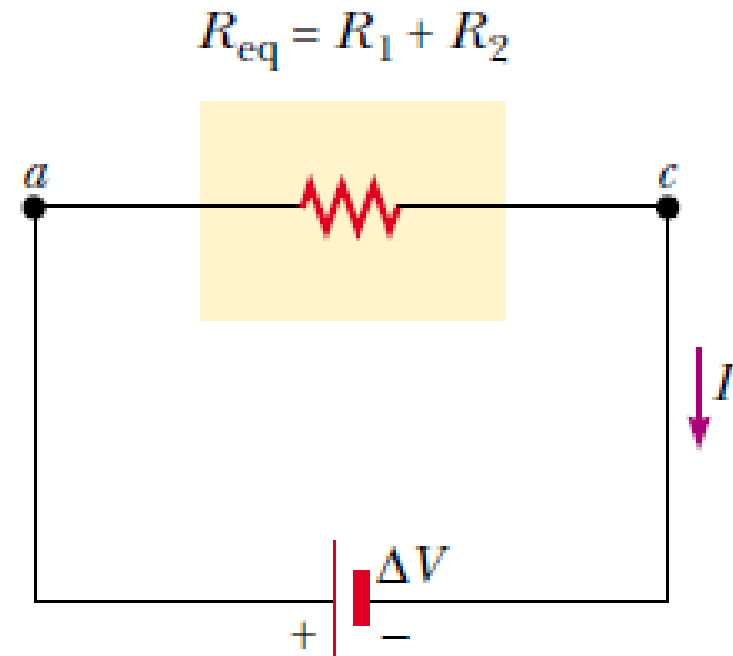 R_eq = R_1 + R_2
a
c
I
ΔV
+
−